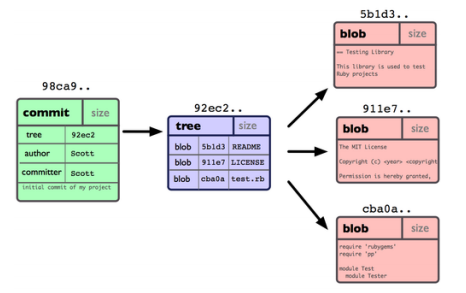 98ca9..
commit size
tree 92ec2
author Scott
committer Scott
initial commit of my project
92ec2..
tree size
blob 5b1d3 README
blob 911e7 LICENSE
blob cba0a test.rb
5b1d3..
blob size
== Testing Library
This library is used to test
Ruby projects
911e7..
blob size
The MIT License
Copyright (c) <year> <copyright
Permission is hereby granted,
cba0a..
blob size
require 'rubygems'
require 'pp'
module Test
module Tester